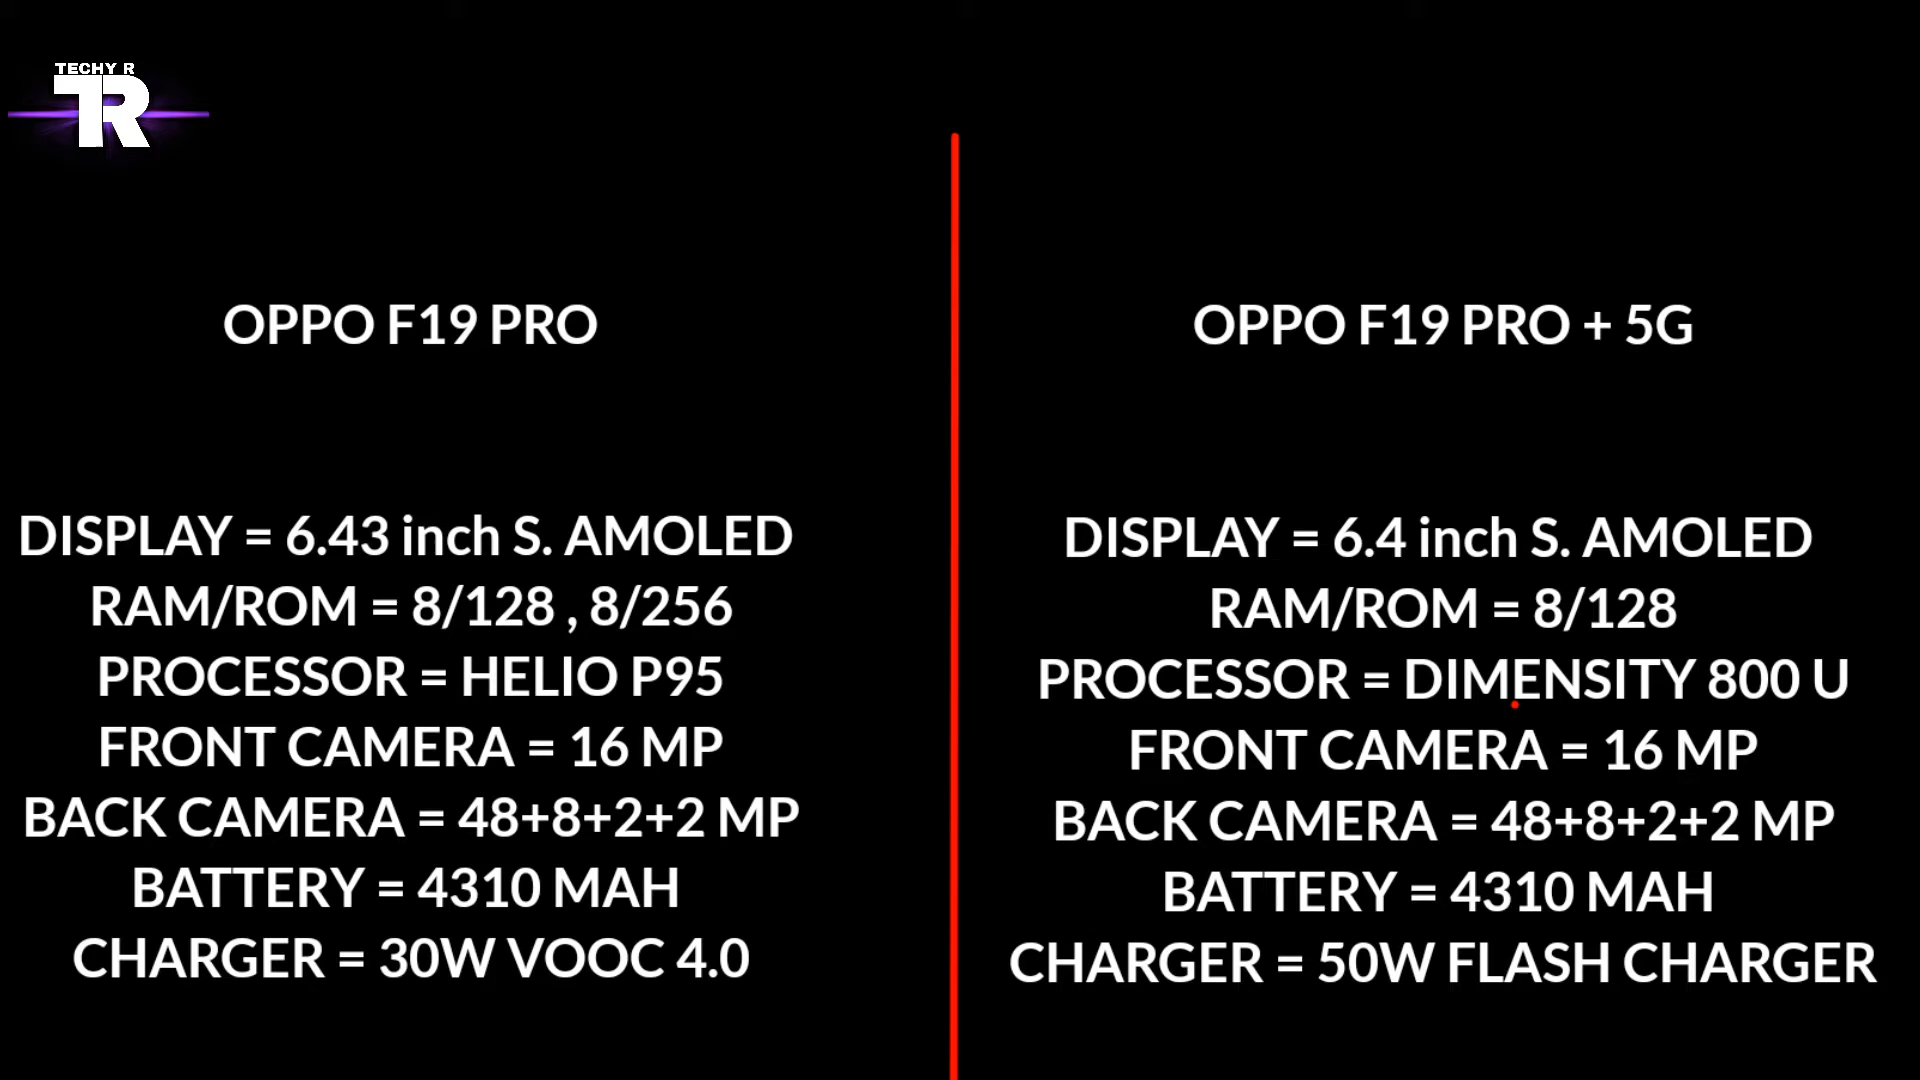 TECHY R
TR
OPPO F19 PRO
DISPLAY = 6.43 inch S. AMOLED
RAM/ROM = 8/128 , 8/256
PROCESSOR = HELIO P95
FRONT CAMERA = 16 MP
BACK CAMERA = 48+8+2+2 MP
BATTERY = 4310 MAH
CHARGER = 30W VOOC 4.0
OPPO F19 PRO + 5G
DISPLAY = 6.4 inch S. AMOLED
RAM/ROM = 8/128
PROCESSOR = DIMENSITY 800 U
FRONT CAMERA = 16 MP
BACK CAMERA = 48+8+2+2 MP
BATTERY = 4310 MAH
CHARGER = 50W FLASH CHARGER